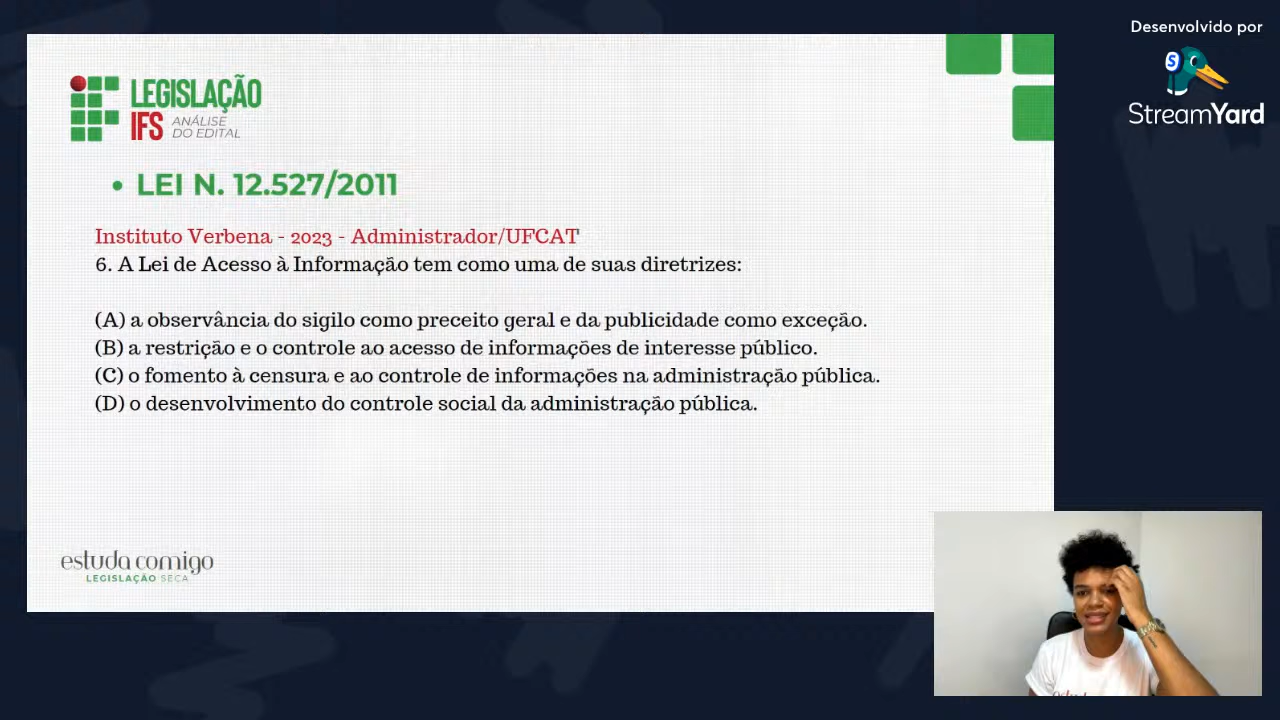 Desenvolvido por
StreamYard
LEGISLAÇÃO
IFS ANÁLISE
DO EDITAL
• LEI N. 12.527/2011
Instituto Verbena - 2023 - Administrador/UFCAT
6. A Lei de Acesso à Informação tem como uma de suas diretrizes:
(A) a observância do sigilo como preceito geral e da publicidade como exceção.
(B) a restrição e o controle ao acesso de informações de interesse público.
(C) o fomento à censura e ao controle de informações na administração pública.
(D) o desenvolvimento do controle social da administração pública.
estuda comigo
LEGISLAÇÃO SECA